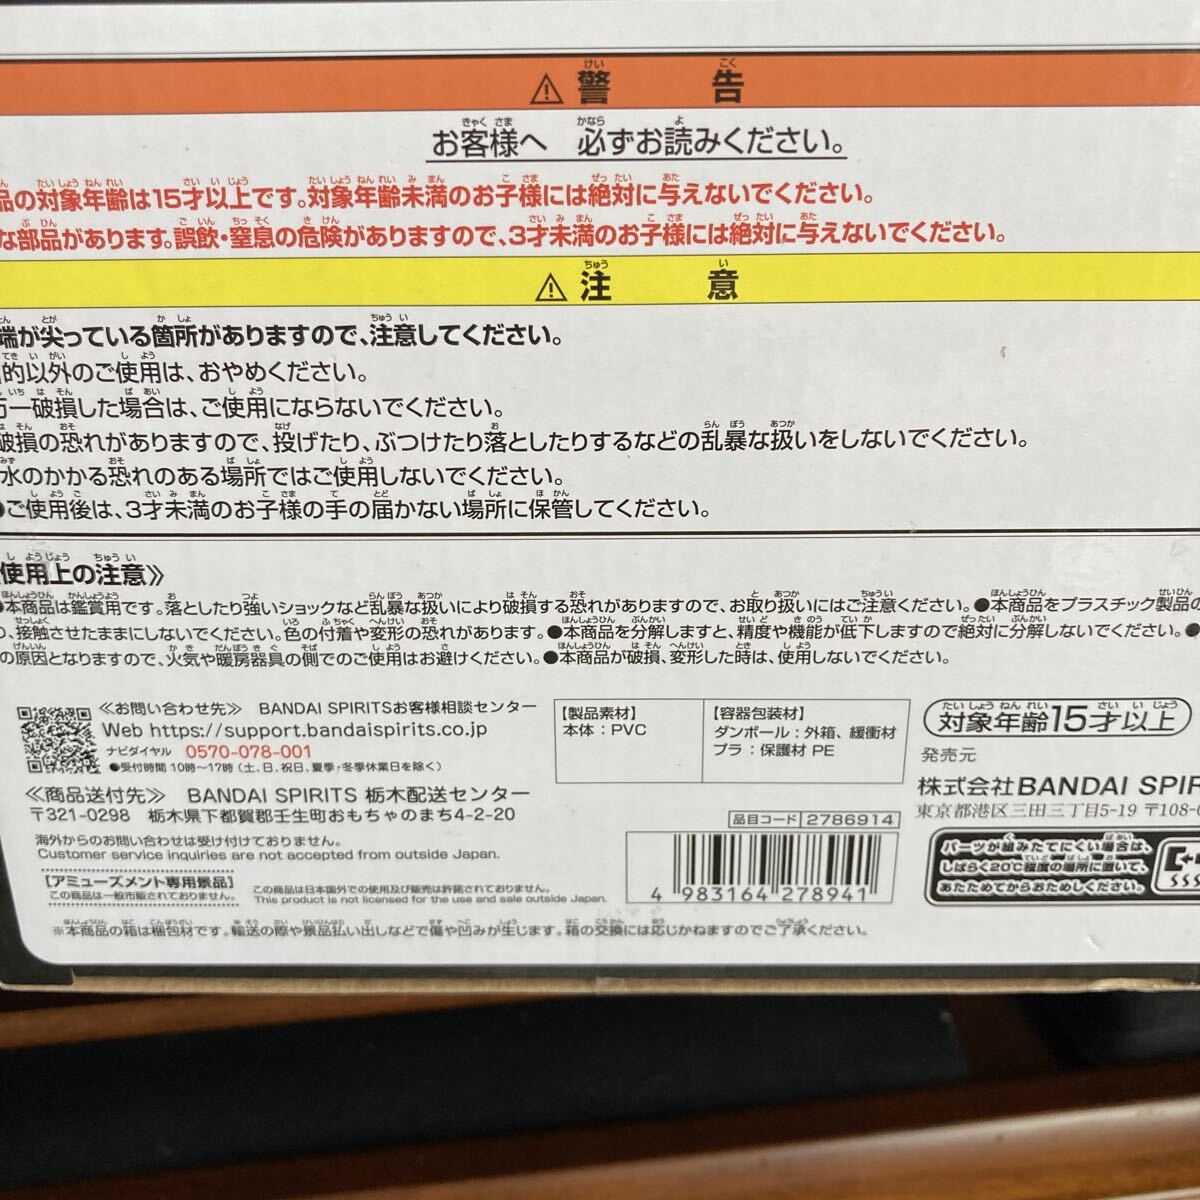 ⚠警告
お客様へ 必ずお読みください。
品の対象年齢は15才以上です。対象年齢未満のお子様には絶対に与えないでください。
な部品があります。誤飲・窒息の危険がありますので、3才未満のお子様には絶対に与えないでください。
⚠注意
端が尖っている箇所がありますので、注意してください。
的以外のご使用は、おやめください。
万一破損した場合は、ご使用にならないでください。
破損の恐れがありますので、投げたり、ぶつけたり落としたりするなどの乱暴な扱いをしないでください。
水のかかる恐れのある場所ではご使用しないでください。
●ご使用後は、3才未満のお子様の手の届かない場所に保管してください。
使用上の注意》
●本商品は鑑賞用です。落としたり強いショックなど乱暴な扱いにより破損する恐れがありますので、お取り扱いにはご注意ください。●本商品をプラスチック製品の
り、接触させたままにしないでください。色の付着や変形の恐れがあります。●本商品を分解しますと、精度や機能が低下しますので絶対に分解しないでください。●
の原因となりますので、火気や暖房器具の側でのご使用はお避けください。●本商品が破損、変形した時は、使用しないでください。
≪お問い合わせ先≫ BANDAI SPIRITSお客様相談センター
Web https://support.bandaispirits.co.jp
ナビダイヤル 0570-078-001
●受付時間 10時〜17時(土、日、祝日、夏季・冬季休業日を除く)
≪商品送付先≫ BANDAI SPIRITS 栃木配送センター
〒321-0298 栃木県下都賀郡壬生町おもちゃのまち4-2-20
海外からのお問い合わせは受け付けておりません。
Customer service inquiries are not accepted from outside Japan.
【アミューズメント専用景品】
この商品は一般市販されておりません。
この商品は日本国外での使用及び販売は許諾されておりません。
This product is not licensed for the use and sale outside Japan.
※本商品の箱は梱包材です。輸送の際や景品払い出しなどで傷や凹みが生じます。箱の交換には応じかねますのでご了承ください。
【製品素材】
本体：PVC
【容器包装材】
ダンボール：外箱、緩衝材
プラ：保護材 PE
品目コード 2786914
4 983164 278941
対象年齢15才以上
発売元
株式会社BANDAI SPIR
東京都港区三田三丁目5-19 〒108-
パーツが組みたてにくい場合は、
しばらく20℃程度の場所に置いて、
あたためてからおためしください。